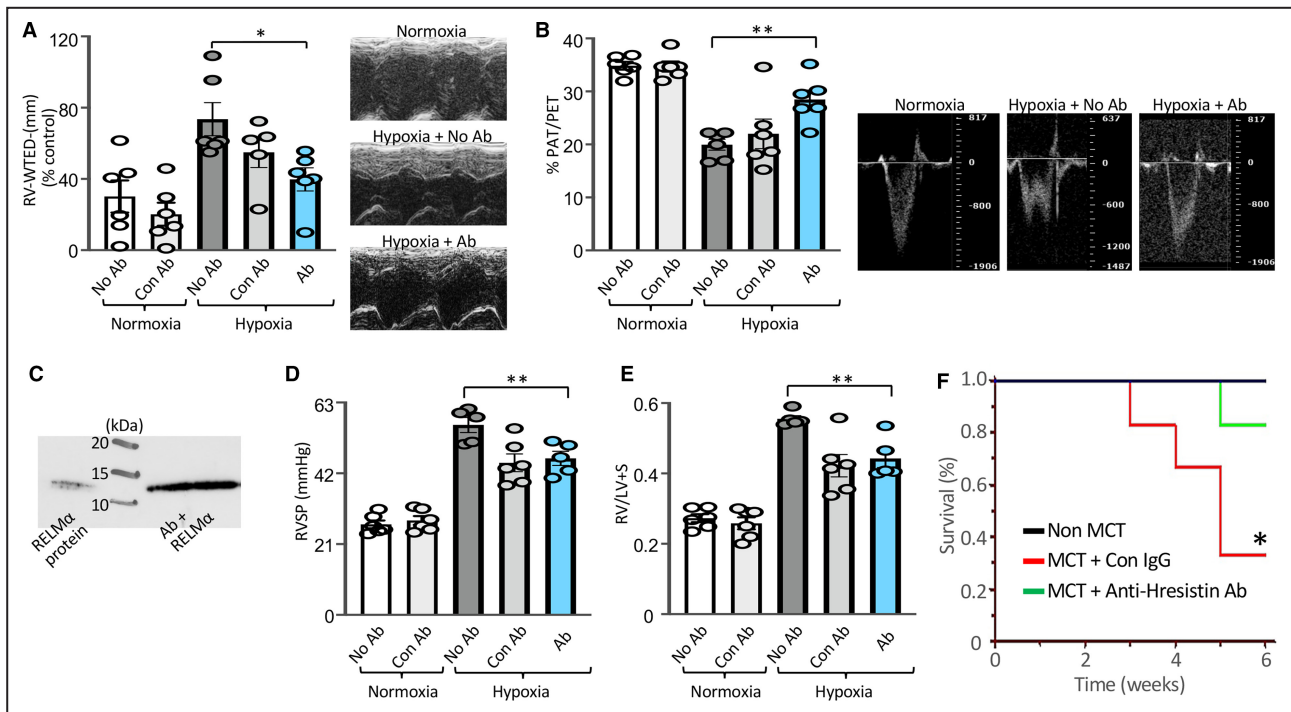 A
120
80
40
0
RV-WTED-(mm)
(% control)
*
No Ab
Con Ab
No Ab
Con Ab
Ab
Normoxia
Hypoxia
Normoxia
Hypoxia + No Ab
Hypoxia + Ab
B
40
30
20
10
0
% PAT/PET
**
No Ab
Con Ab
No Ab
Con Ab
Ab
Normoxia
Hypoxia
Normoxia
817
0
-800
-1906
Hypoxia + No Ab
637
0
-600
-1200
-1487
Hypoxia + Ab
817
0
-800
-1906
C
(kDa)
20
15
10
RELMα
protein
Ab +
RELMα
D
63
42
21
0
RVSP (mmHg)
**
No Ab
Con Ab
No Ab
Con Ab
Ab
Normoxia
Hypoxia
E
0.6
0.4
0.2
0
RV/LV+S
**
No Ab
Con Ab
No Ab
Con Ab
Ab
Normoxia
Hypoxia
F
1.0
0.8
0.6
0.4
0.2
0
Survival (%)
Non MCT
MCT + Con IgG
MCT + Anti-Hresistin Ab
*
0
2
4
6
Time (weeks)